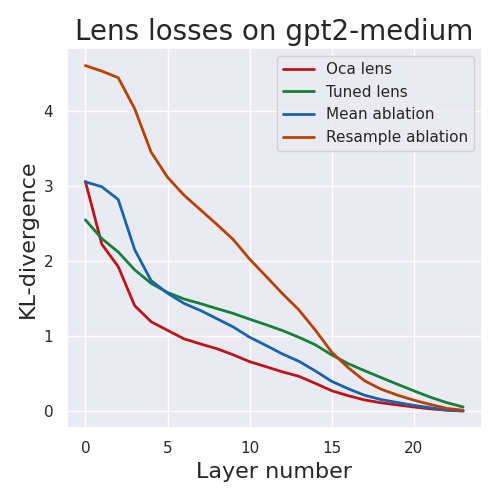 Lens losses on gpt2-medium
Oca lens
Tuned lens
Mean ablation
Resample ablation
KL-divergence
4
3
2
1
0
0 5 10 15 20
Layer number